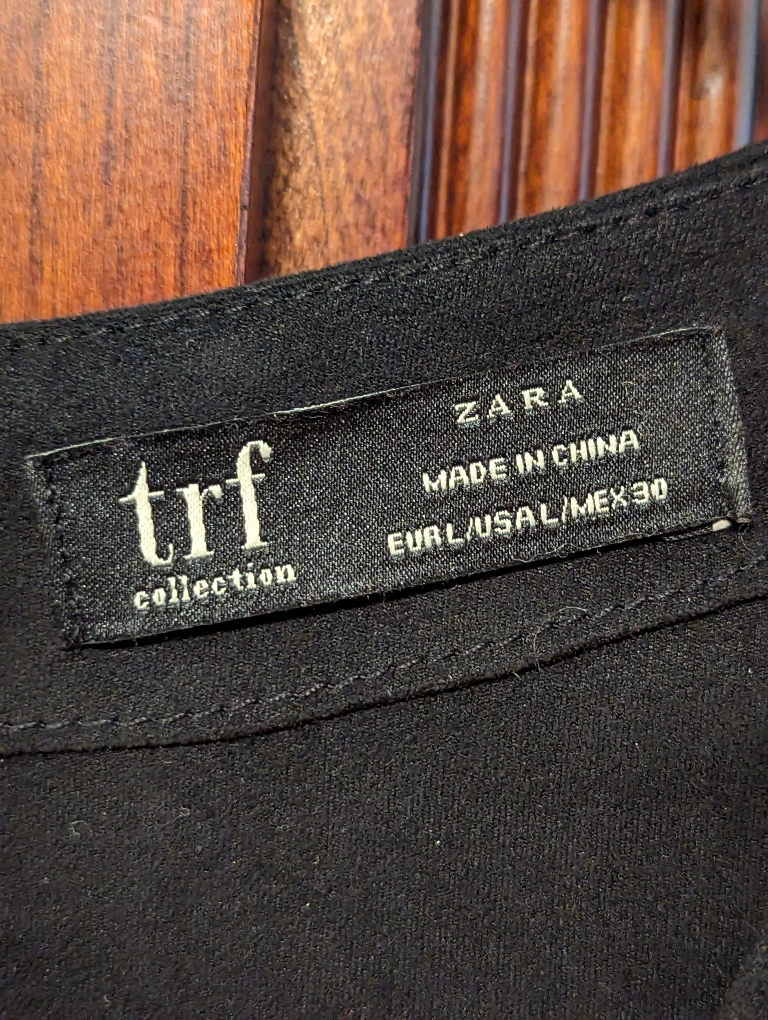 trf
collection
ZARA
MADE IN CHINA
EUR L/USA L/MEX 30